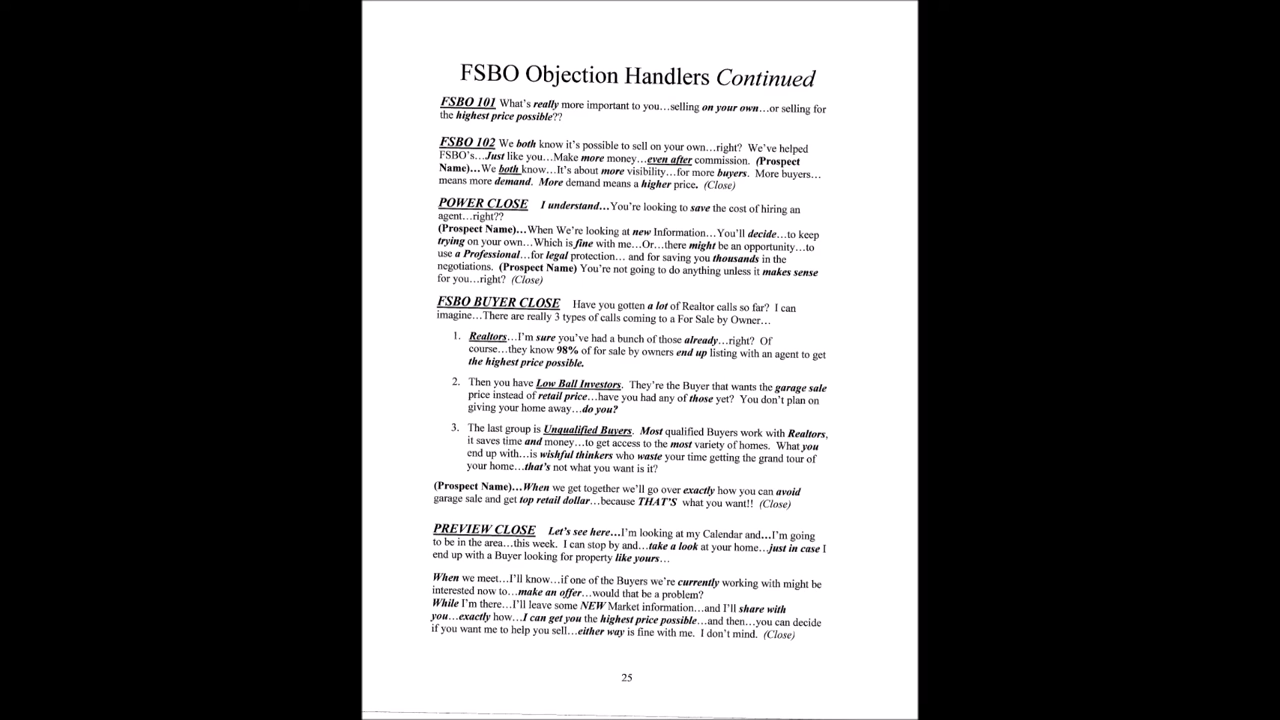 FSBO Objection Handlers Continued
FSBO 101 What's really more important to you…selling on your own…or selling for
the highest price possible??
FSBO 102 We both know it's possible to sell on your own…right? We've helped
FSBO's…Just like you…Make more money…even after commission. (Prospect
Name)…We both know…It's about more visibility…for more buyers. More buyers…
means more demand. More demand means a higher price. (Close)
POWER CLOSE I understand…You're looking to save the cost of hiring an
agent…right??
(Prospect Name)…When We're looking at new Information…You'll decide…to keep
trying on your own…Which is fine with me…Or…there might be an opportunity…to
use a Professional…for legal protection… and for saving you thousands in the
negotiations. (Prospect Name) You're not going to do anything unless it makes sense
for you…right? (Close)
FSBO BUYER CLOSE Have you gotten a lot of Realtor calls so far? I can
imagine…There are really 3 types of calls coming to a For Sale by Owner…
1. Realtors…I'm sure you've had a bunch of those already…right? Of
course…they know 98% of for sale by owners end up listing with an agent to get
the highest price possible.
2. Then you have Low Ball Investors. They're the Buyer that wants the garage sale
price instead of retail price…have you had any of those yet? You don't plan on
giving your home away…do you?
3. The last group is Unqualified Buyers. Most qualified Buyers work with Realtors,
it saves time and money…to get access to the most variety of homes. What you
end up with…is wishful thinkers who waste your time getting the grand tour of
your home…that's not what you want is it?
(Prospect Name)…When we get together we'll go over exactly how you can avoid
garage sale and get top retail dollar…because THAT'S what you want!! (Close)
PREVIEW CLOSE Let's see here…I'm looking at my Calendar and…I'm going
to be in the area…this week. I can stop by and…take a look at your home…just in case I
end up with a Buyer looking for property like yours…
When we meet…I'll know…if one of the Buyers we're currently working with might be
interested now to…make an offer…would that be a problem?
While I'm there…I'll leave some NEW Market information…and I'll share with
you…exactly how…I can get you the highest price possible…and then…you can decide
if you want me to help you sell…either way is fine with me. I don't mind. (Close)
25